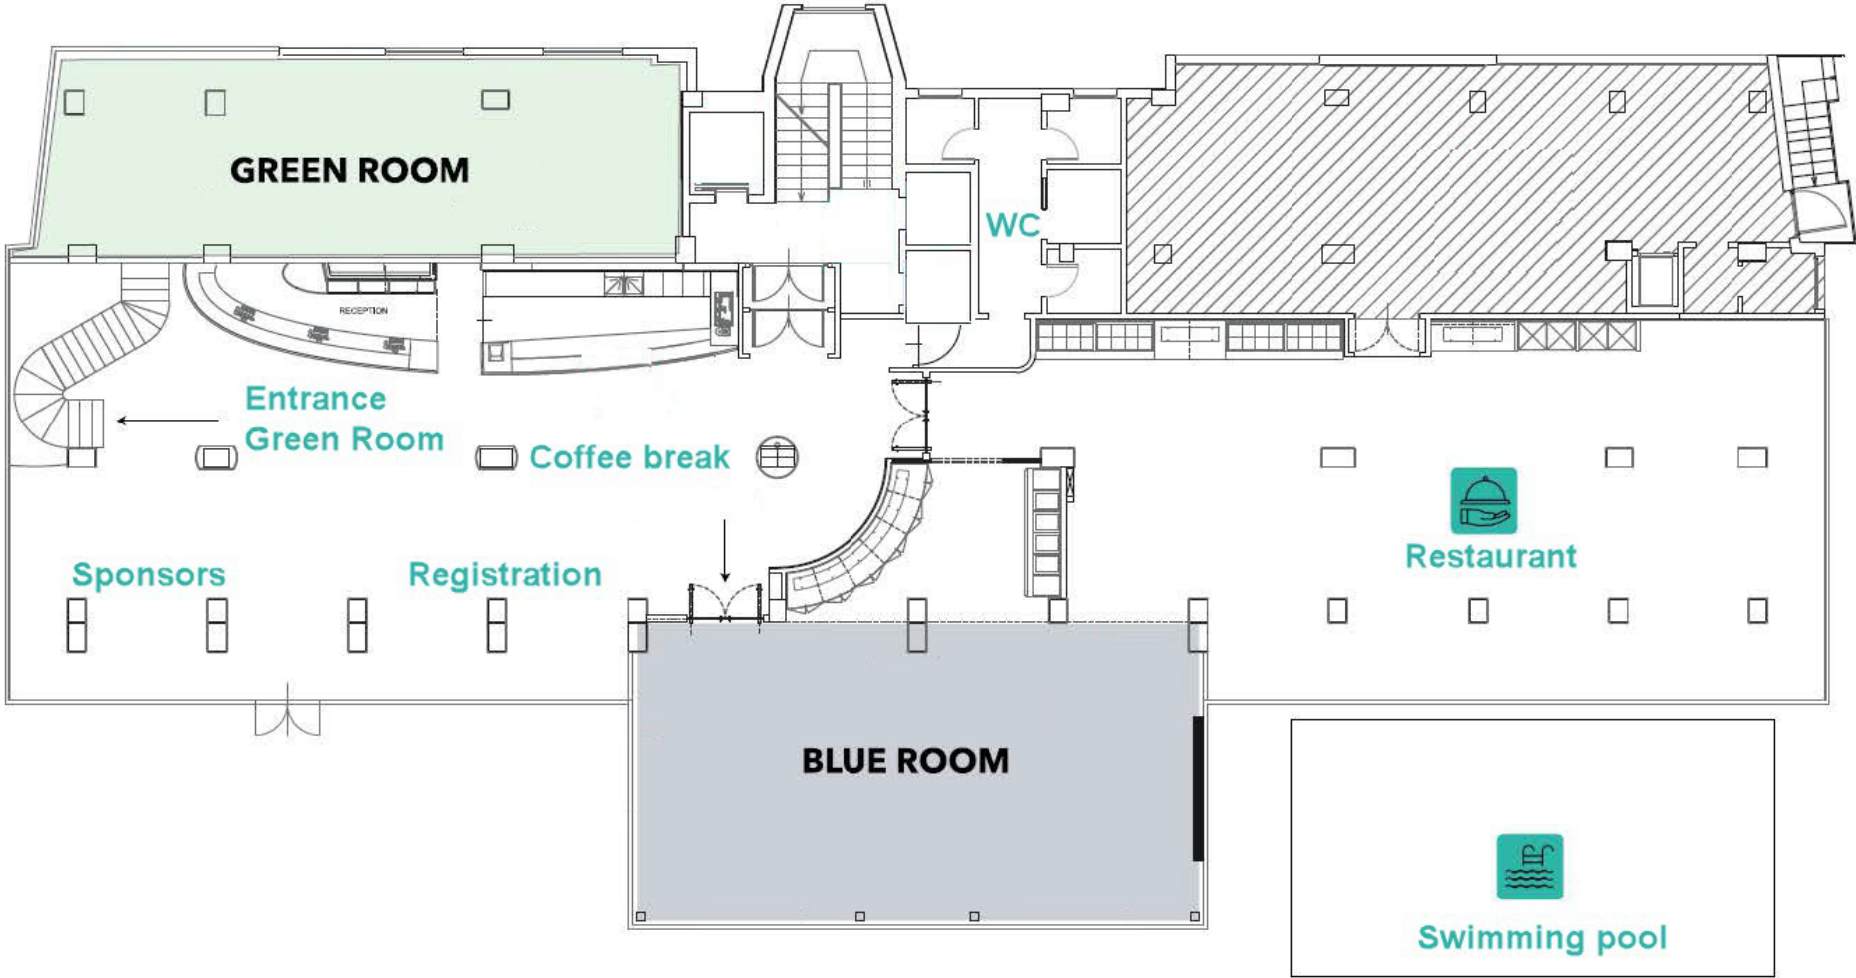 GREEN ROOM
WC
RECEPTION
Entrance
Green Room
Coffee break
Sponsors
Registration
Restaurant
BLUE ROOM
Swimming pool